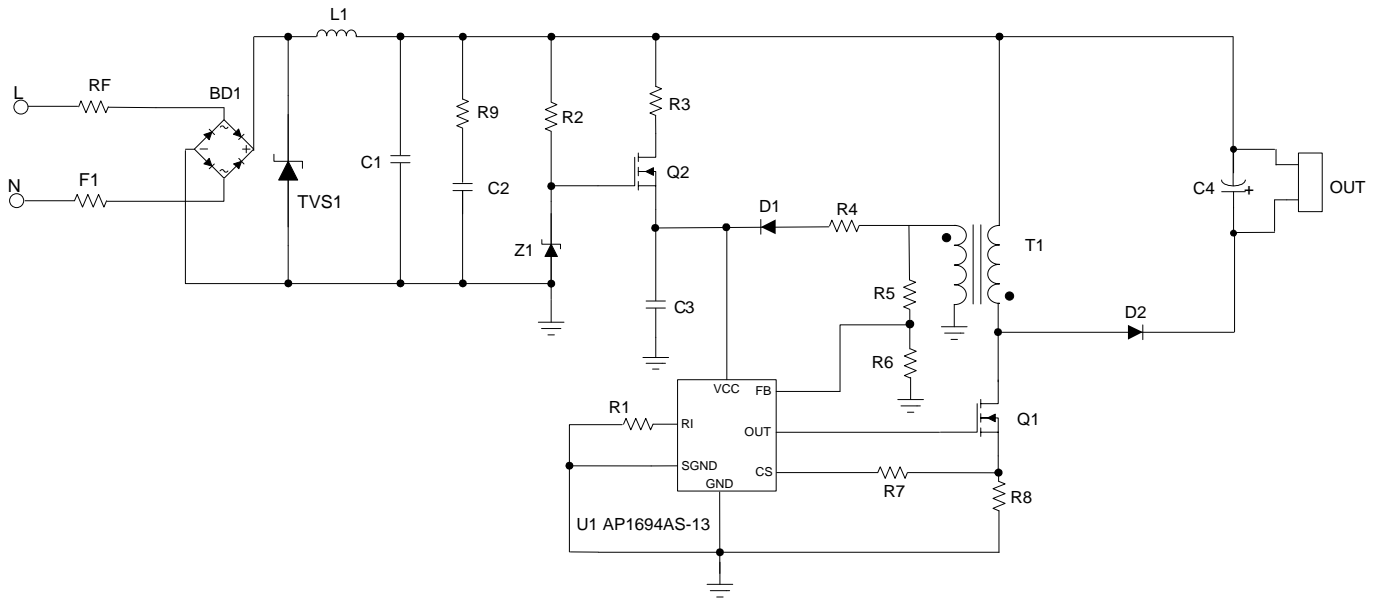 L1
L
RF
BD1
~
- +
~
R9
R2
R3
C1
C2
Q2
N
F1
TVS1
C4
+
OUT
D1
R4
Z1
T1
R5
C3
D2
R6
VCC
FB
R1
RI
OUT
Q1
SGND
CS
GND
R7
R8
U1 AP1694AS-13